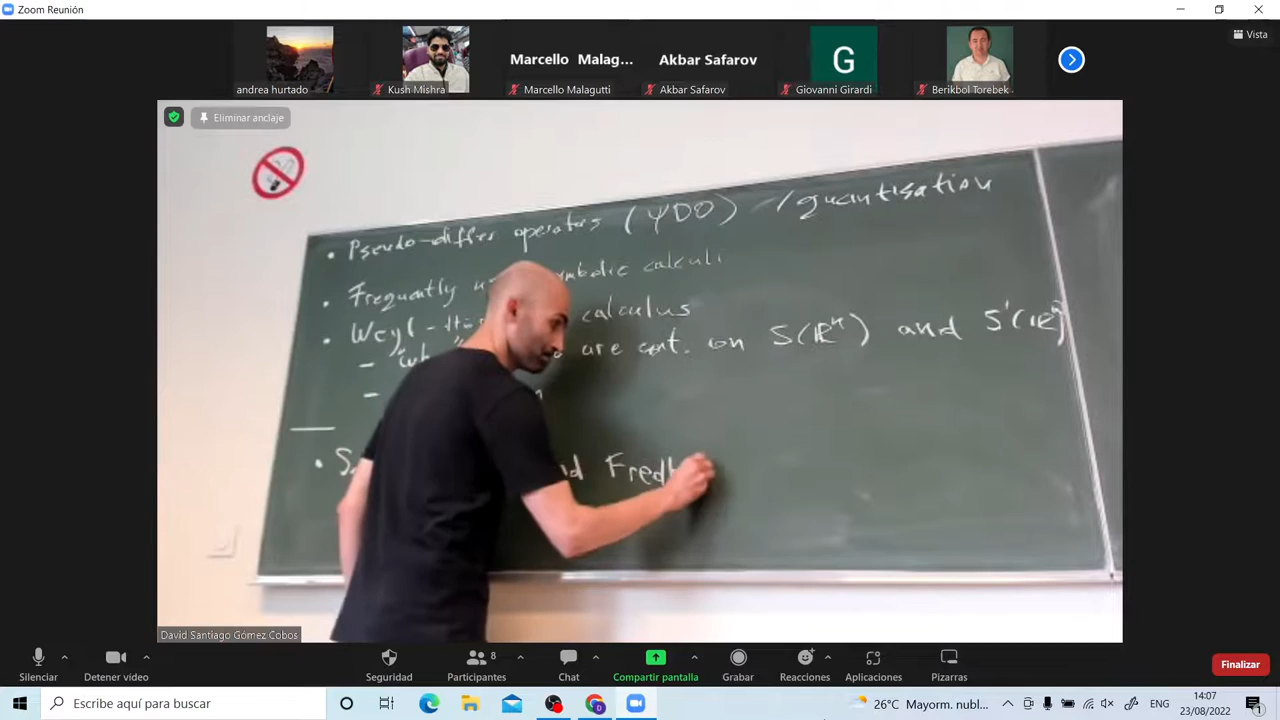 Zoom Reunión
Vista
Marcello Malag...
Akbar Safarov
G
andrea hurtado
Kush Mishra
Marcello Malagutti
Akbar Safarov
Giovanni Girardi
Berikbol Torebek
Eliminar anclaje
• Pseudo-differ operators (ΨDO) /quantisation
• Frequently symbolic calculi
• Weyl - calculus
- are cont. on S(ℝⁿ) and S'(ℝⁿ)
-
• Fred
David Santiago Gómez Cobos
Silenciar
Detener video
Seguridad
8
Participantes
Chat
Compartir pantalla
Grabar
Reacciones
Aplicaciones
Pizarras
Finalizar
Escribe aquí para buscar
26°C Mayorm. nubl...
ENG
14:07
23/08/2022
1